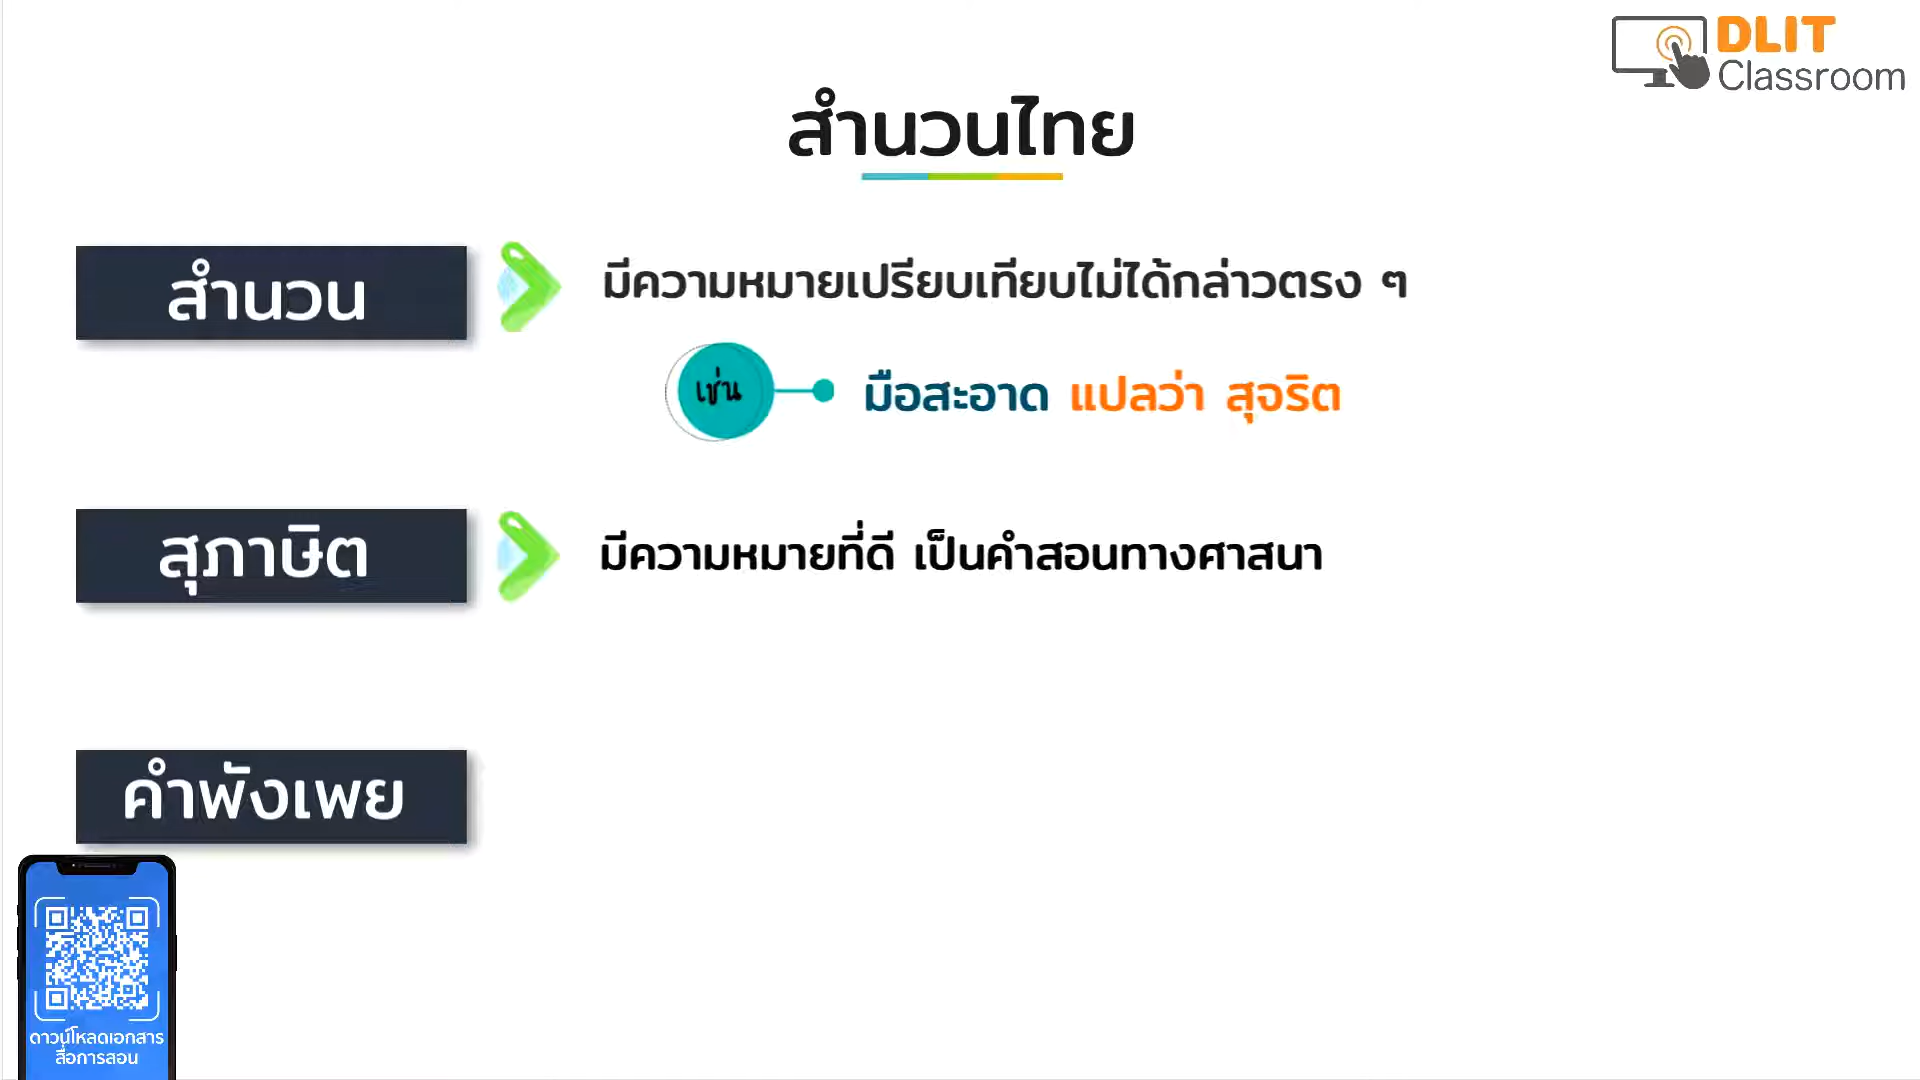 DLIT
Classroom
สำนวนไทย
สำนวน
มีความหมายเปรียบเทียบไม่ได้กล่าวตรง ๆ
เช่น
มือสะอาด แปลว่า สุจริต
สุภาษิต
มีความหมายที่ดี เป็นคำสอนทางศาสนา
คำพังเพย
ดาวน์โหลดเอกสาร
สื่อการสอน